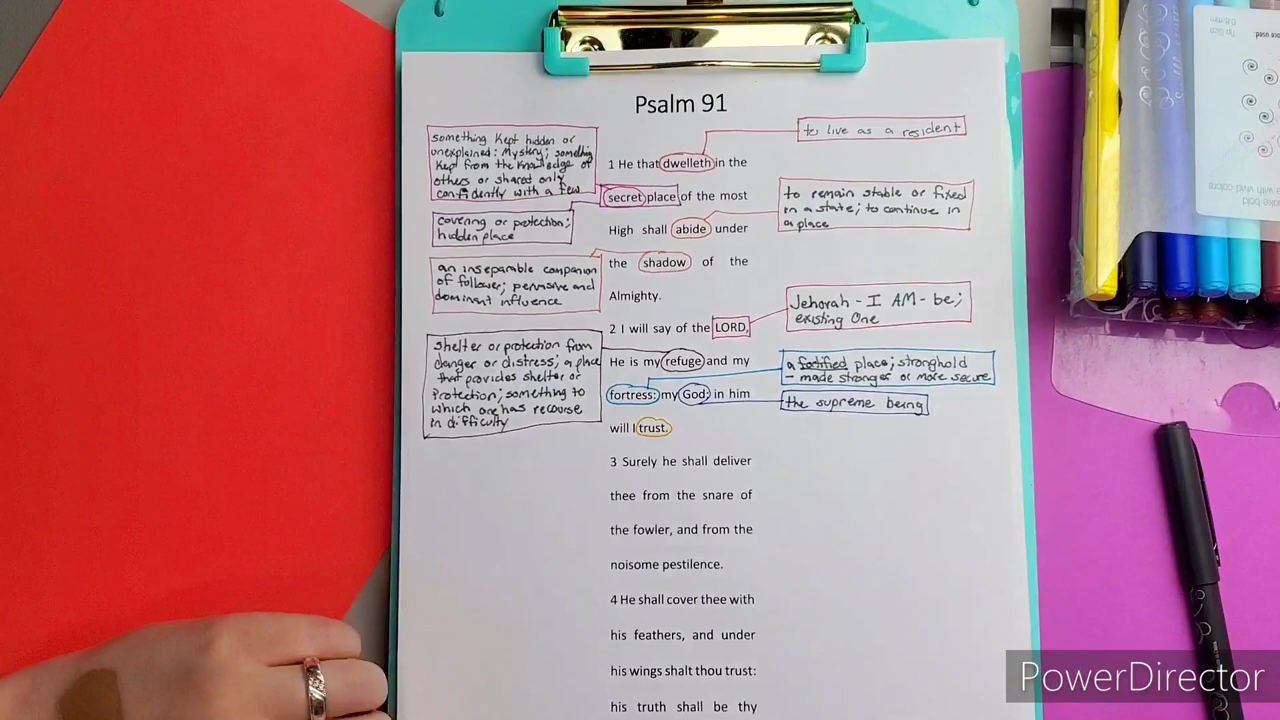 Psalm 91
something Kept hidden or
unexplained: Mystery; something
Kept from the Knowledge of
others or shared only
confidently with a few
to live as a resident
1 He that dwelleth in the
secret place of the most
High shall abide under
the shadow of the
Almighty.
covering or protection;
hidden place
to remain stable or fixed
in a state; to continue in
a place
an inseparable companion
of follower; pervasive and
dominant influence
Jehovah - I AM - be;
existing One
2 I will say of the LORD,
He is my refuge and my
fortress: my God; in him
will I trust.
shelter or protection from
danger or distress; a place
that provides shelter or
Protection; something to
which one has recourse
in difficulty
a fortified place; stronghold
- made stronger or more secure
the supreme being
3 Surely he shall deliver
thee from the snare of
the fowler, and from the
noisome pestilence.
4 He shall cover thee with
his feathers, and under
his wings shalt thou trust:
his truth shall be thy
Tip Size
0.8 mm
PowerDirector